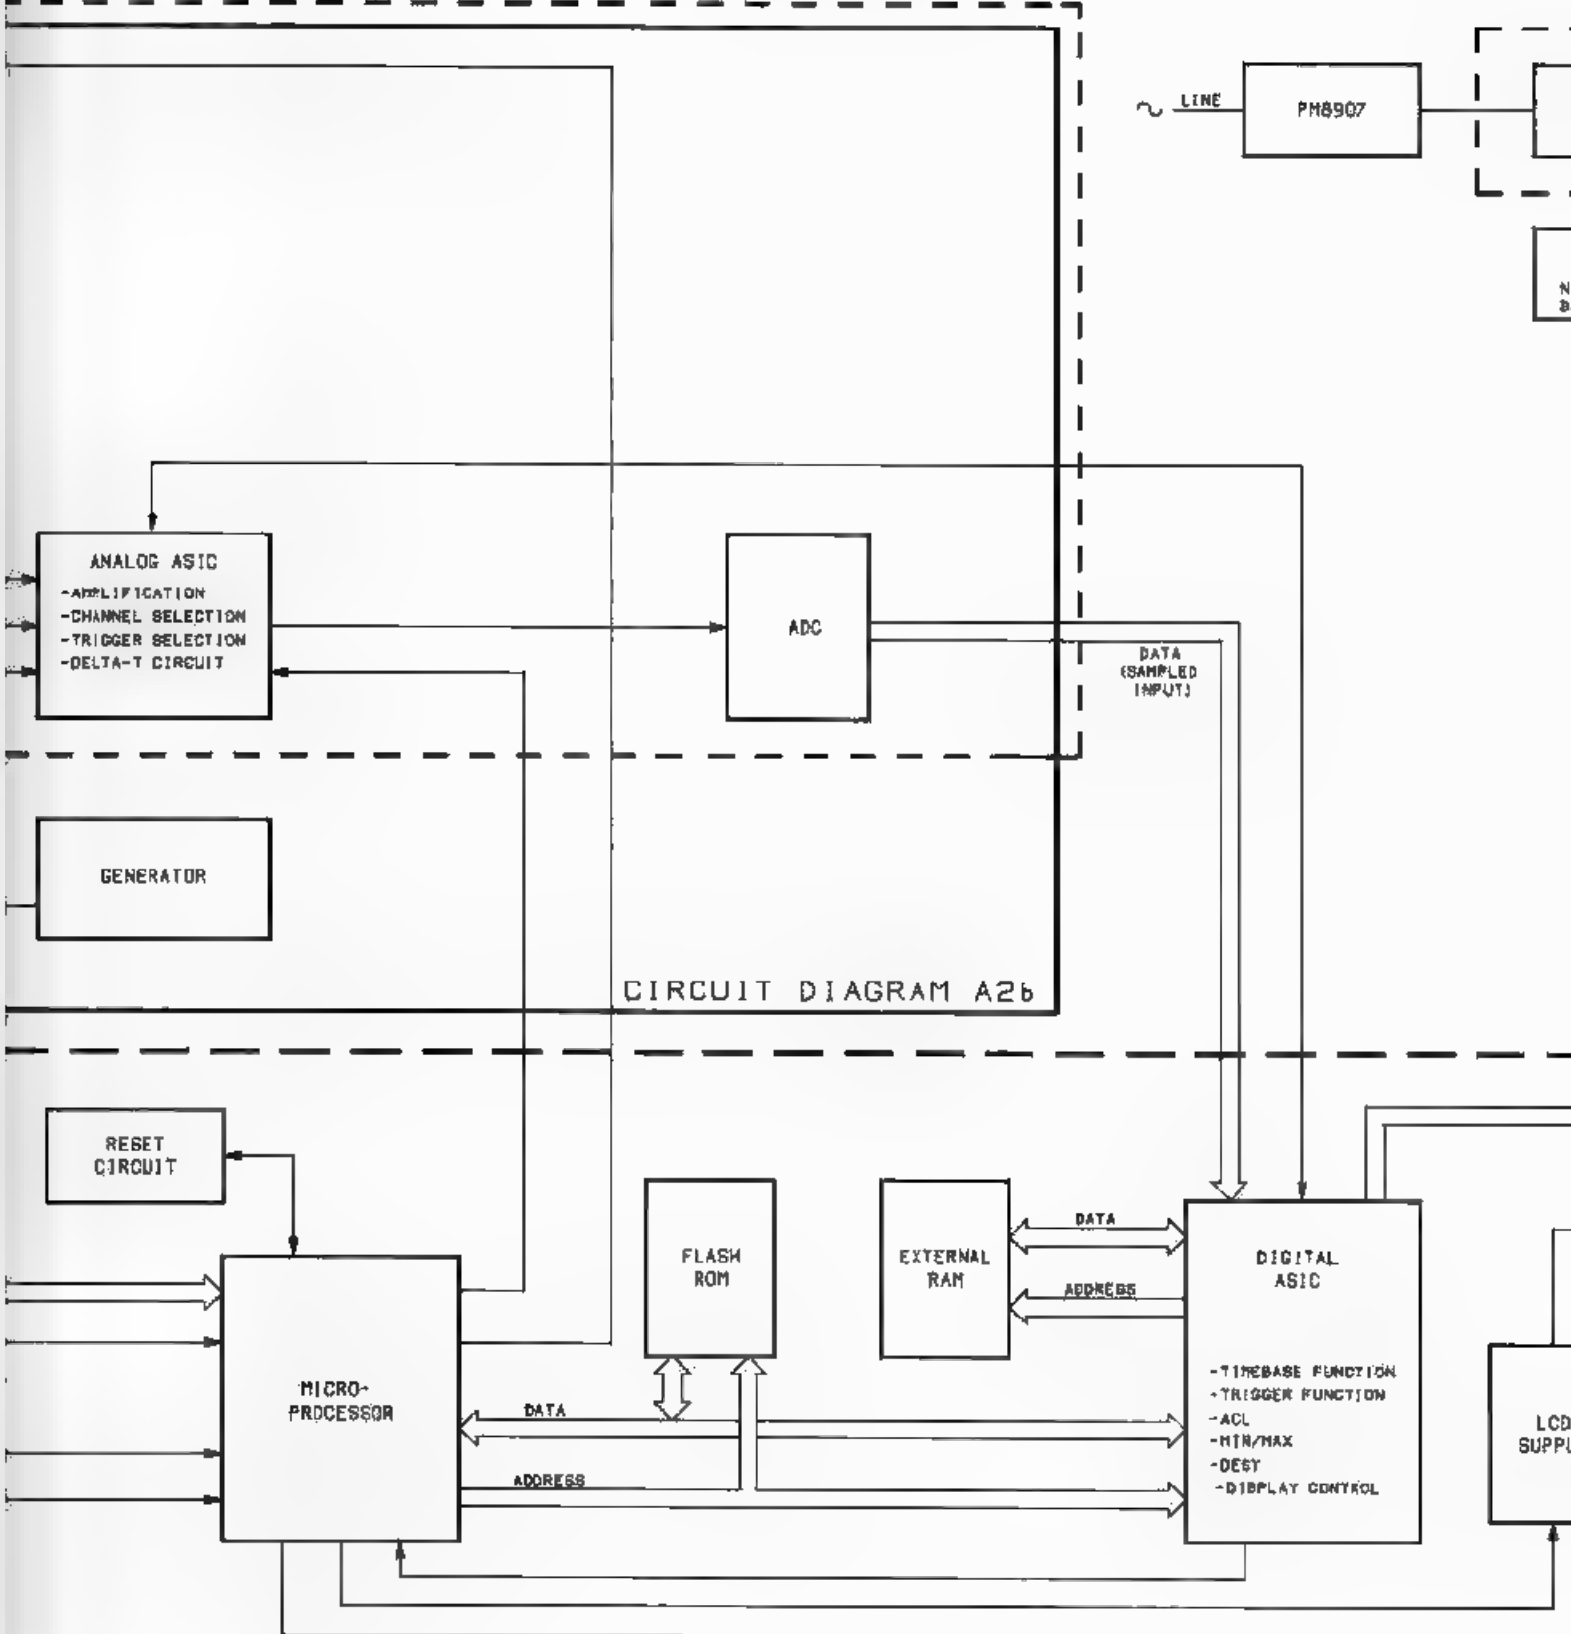 LINE
PM8907
N
ANALOG ASIC
-AMPLIFICATION
-CHANNEL SELECTION
-TRIGGER SELECTION
-DELTA-T CIRCUIT
ADC
DATA
(SAMPLED
INPUT)
GENERATOR
CIRCUIT DIAGRAM A2b
RESET
CIRCUIT
FLASH
ROM
EXTERNAL
RAM
DATA
ADDRESS
DIGITAL
ASIC
-TIMEBASE FUNCTION
-TRIGGER FUNCTION
-ACL
-MIN/MAX
-DEST
-DISPLAY CONTROL
MICRO-
PROCESSOR
DATA
ADDRESS
LCD
SUPPL